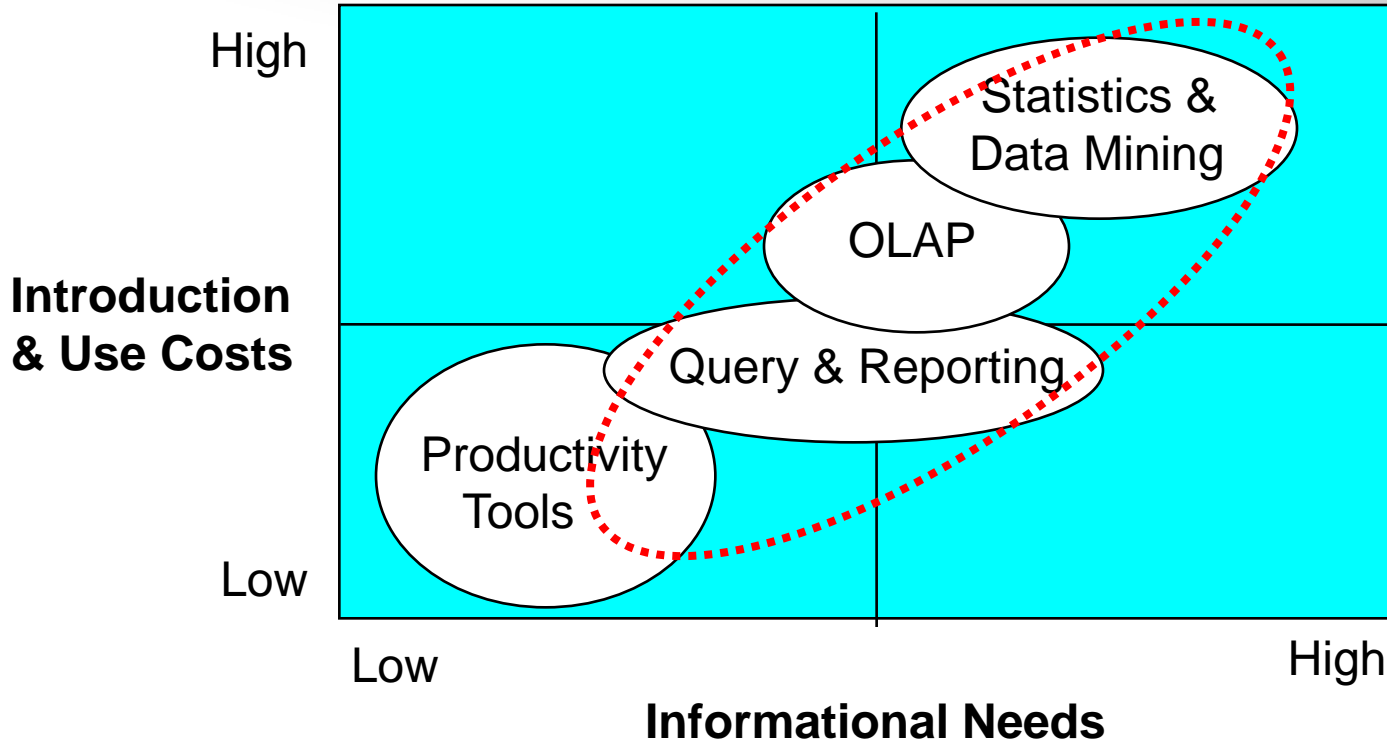 High
Statistics &
Data Mining
OLAP
Introduction
& Use Costs
Query & Reporting
Productivity
Tools
Low
Low
High
Informational Needs